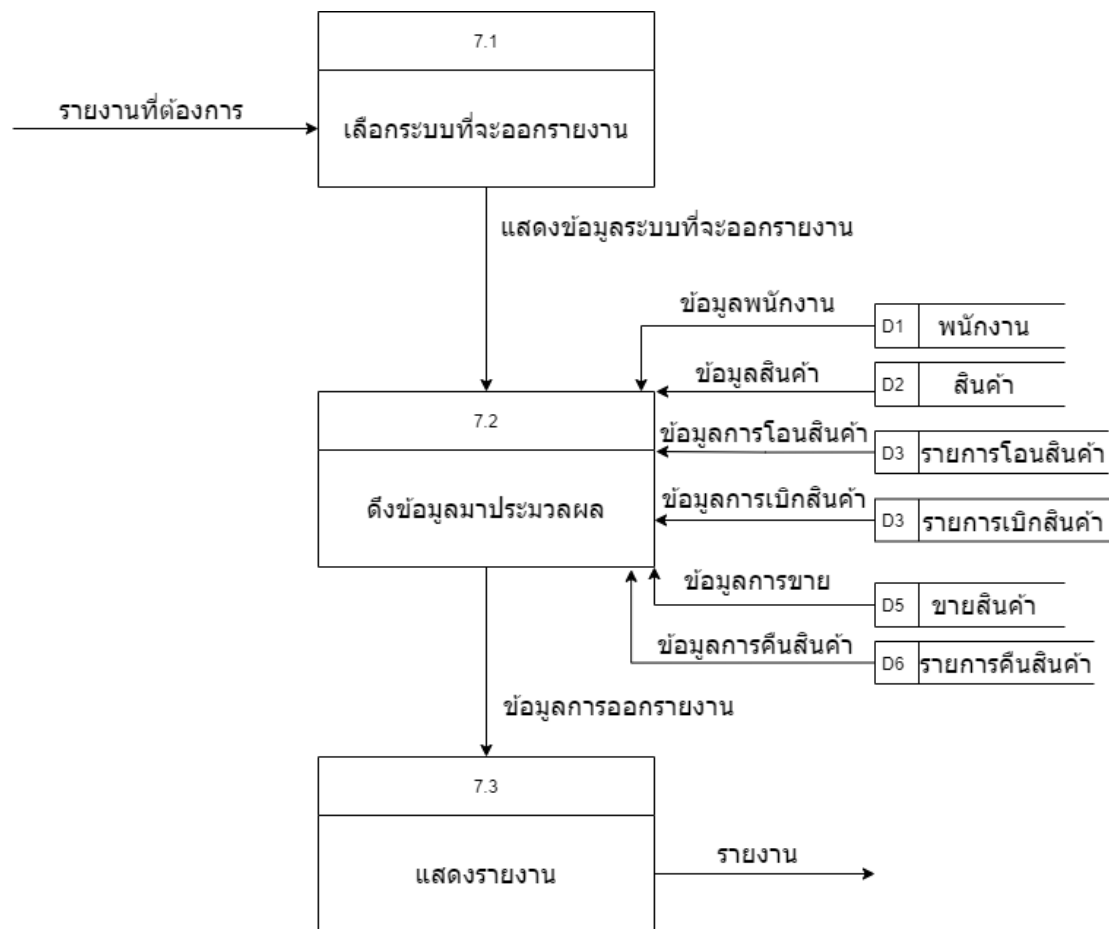 7.1
รายงานที่ต้องการ
เลือกระบบที่จะออกรายงาน
แสดงข้อมูลระบบที่จะออกรายงาน
ข้อมูลพนักงาน
D1 พนักงาน
ข้อมูลสินค้า
D2 สินค้า
7.2
ข้อมูลการโอนสินค้า
D3 รายการโอนสินค้า
ดึงข้อมูลมาประมวลผล
ข้อมูลการเบิกสินค้า
D3 รายการเบิกสินค้า
ข้อมูลการขาย
D5 ขายสินค้า
ข้อมูลการคืนสินค้า
D6 รายการคืนสินค้า
ข้อมูลการออกรายงาน
7.3
แสดงรายงาน
รายงาน